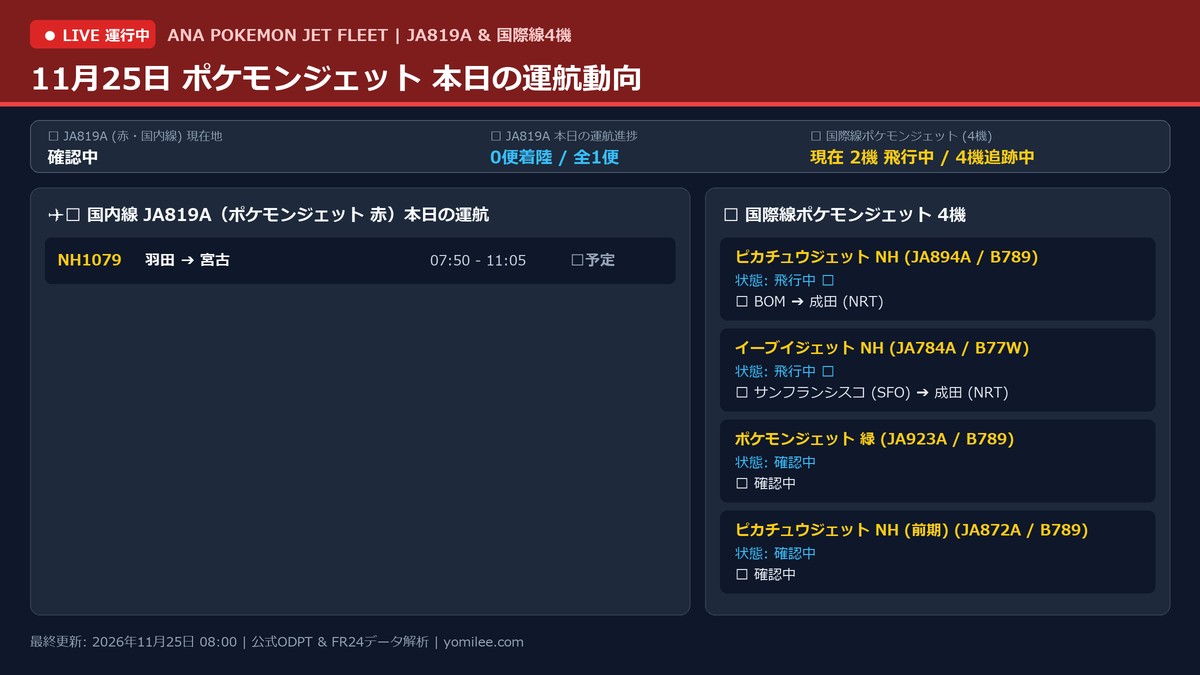 ● LIVE 運行中 ANA POKEMON JET FLEET | JA819A & 国際線4機
11月25日 ポケモンジェット 本日の運航動向
□ JA819A (赤・国内線) 現在地
確認中
□ JA819A 本日の運航進捗
0便着陸 / 全1便
□ 国際線ポケモンジェット (4機)
現在 2機 飛行中 / 4機追跡中
✈□ 国内線 JA819A（ポケモンジェット 赤）本日の運航
NH1079 羽田 → 宮古 07:50 - 11:05 □予定
□ 国際線ポケモンジェット 4機
ピカチュウジェット NH (JA894A / B789)
状態: 飛行中 □
□ BOM → 成田 (NRT)
イーブイジェット NH (JA784A / B77W)
状態: 飛行中 □
□ サンフランシスコ (SFO) → 成田 (NRT)
ポケモンジェット 緑 (JA923A / B789)
状態: 確認中
□ 確認中
ピカチュウジェット NH (前期) (JA872A / B789)
状態: 確認中
□ 確認中
最終更新: 2026年11月25日 08:00 | 公式ODPT & FR24データ解析 | yomilee.com